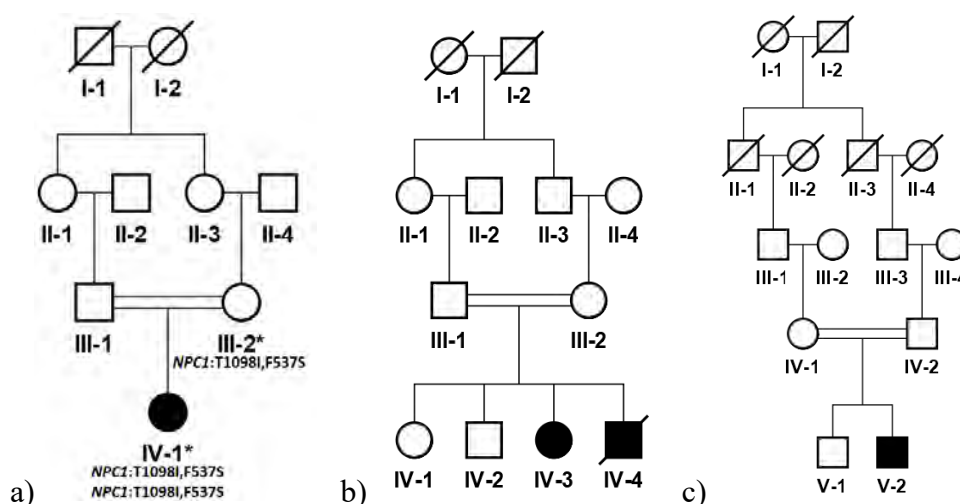 I-1 I-2
II-1 II-2 II-3 II-4
III-1 III-2*
NPC1:T1098I,F537S
IV-1*
NPC1:T1098I,F537S
NPC1:T1098I,F537S
a)
I-1 I-2
II-1 II-2 II-3 II-4
III-1 III-2
IV-1 IV-2 IV-3 IV-4
b)
I-1 I-2
II-1 II-2 II-3 II-4
III-1 III-2 III-3 III-4
IV-1 IV-2
V-1 V-2
c)